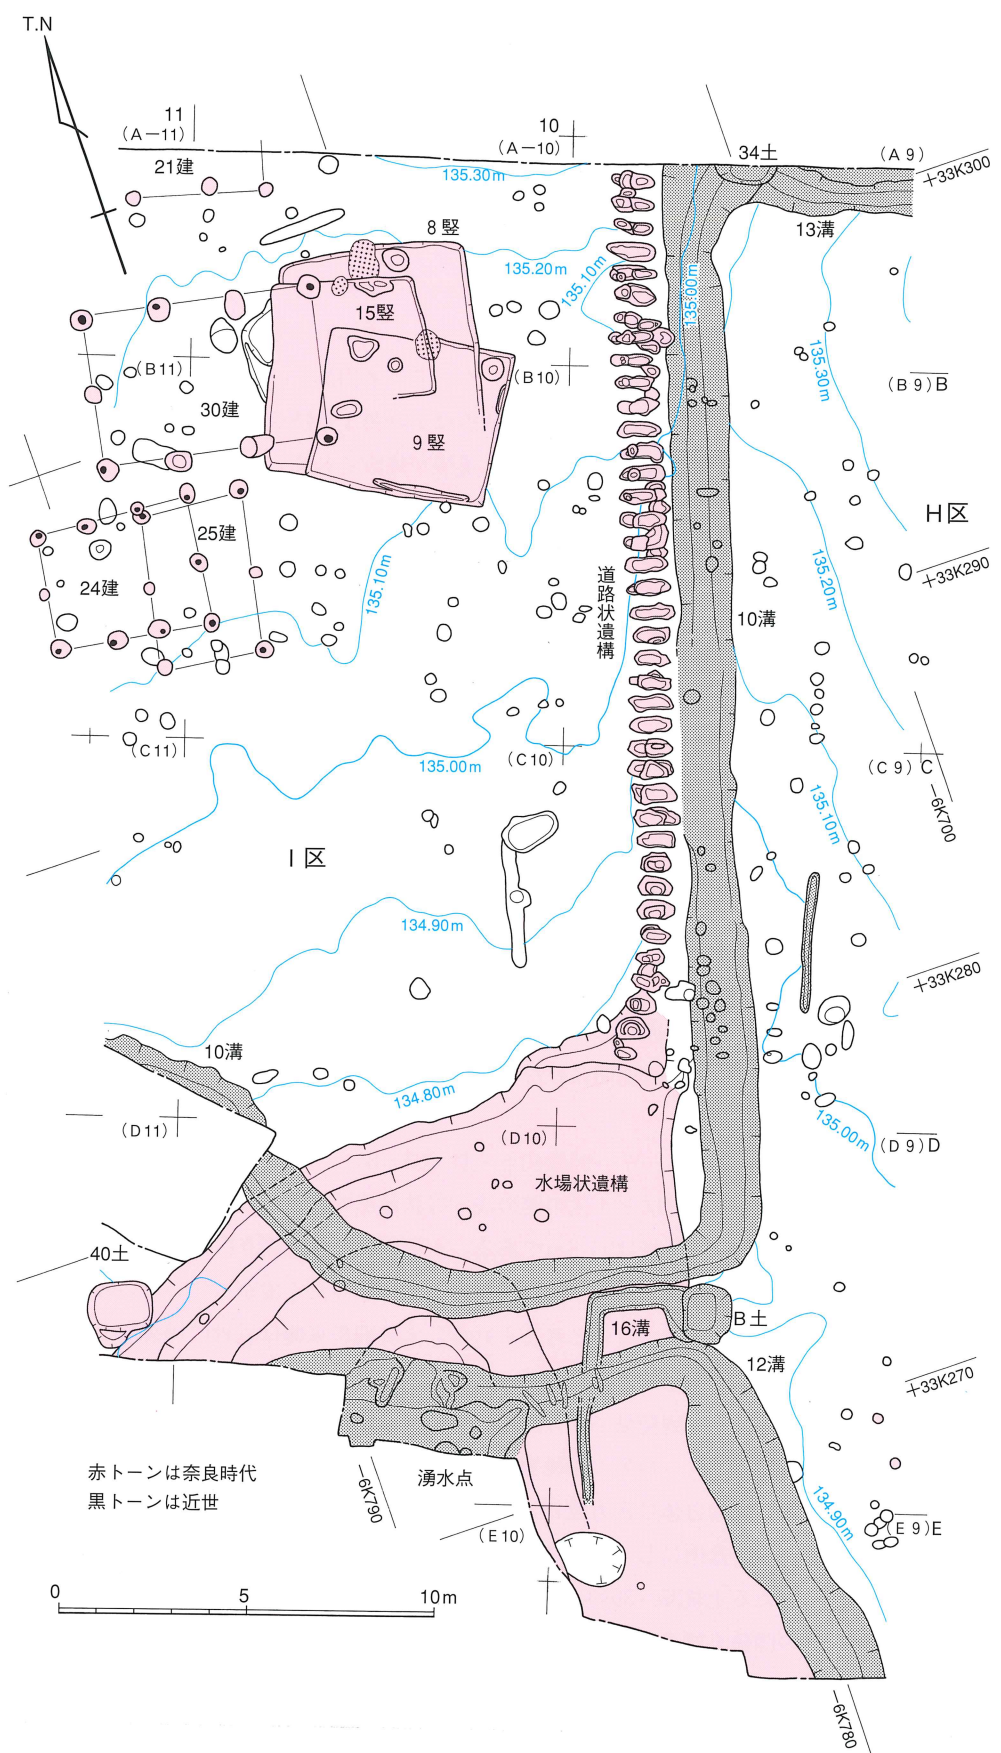 T.N
11
(A－11)
10
(A－10)
34土
(A 9)
+33K300
21建
135.30m
13溝
8竪
135.20m
135.10m
135.00m
15竪
(B11)
(B10)
135.30m
(B 9)B
30建
9竪
H区
25建
24建
135.10m
道路状遺構
10溝
135.20m
+33K290
(C11)
135.00m
(C10)
(C 9)C
－6K700
135.10m
I区
134.90m
+33K280
10溝
134.80m
(D11)
(D10)
135.00m
(D 9)D
水場状遺構
40土
B土
16溝
12溝
+33K270
赤トーンは奈良時代
黒トーンは近世
－6K790
湧水点
(E10)
134.90m
(E 9)E
0 5 10m
－6K780